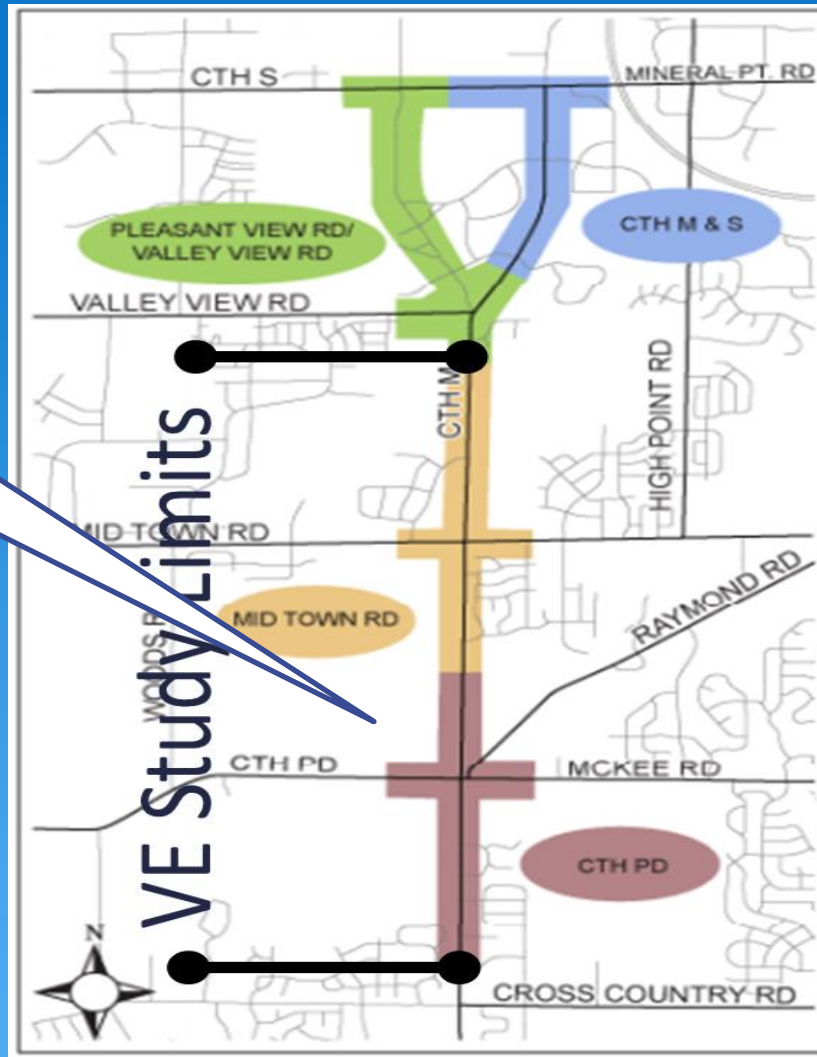 CTH S
MINERAL PT. RD
PLEASANT VIEW RD/
VALLEY VIEW RD
CTH M & S
VALLEY VIEW RD
CTH M
HIGH POINT RD
VE Study Limits
MID TOWN RD
MID TOWN RD
RAYMOND RD
WOODS
CTH PD
MCKEE RD
CTH PD
N
CROSS COUNTRY RD